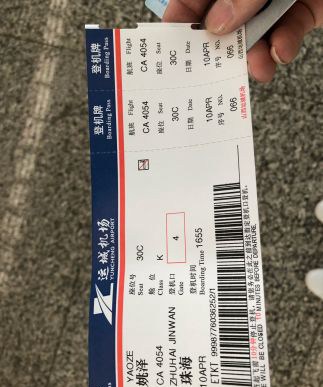 登机牌
Boarding Pass
航班 Flight CA 4054
座位 Seat 30C
日期 Date 10APR
序号 NO. 066
登机牌
Boarding Pass
航班 Flight CA 4054
座位 Seat 30C
日期 Date 10APR
序号 NO. 066
运城机场
YUNCHENG AIRPORT
座位号 Seat 30C
舱位 Class K
登机口 Gate 4
登机时间 Boarding Time 1655
YAOZE
姚泽
CA 4054
ZHUHAI JINWAN
珠海
10APR
ETKT 9998776036252/1
10 MINUTES BEFORE DEPARTURE.